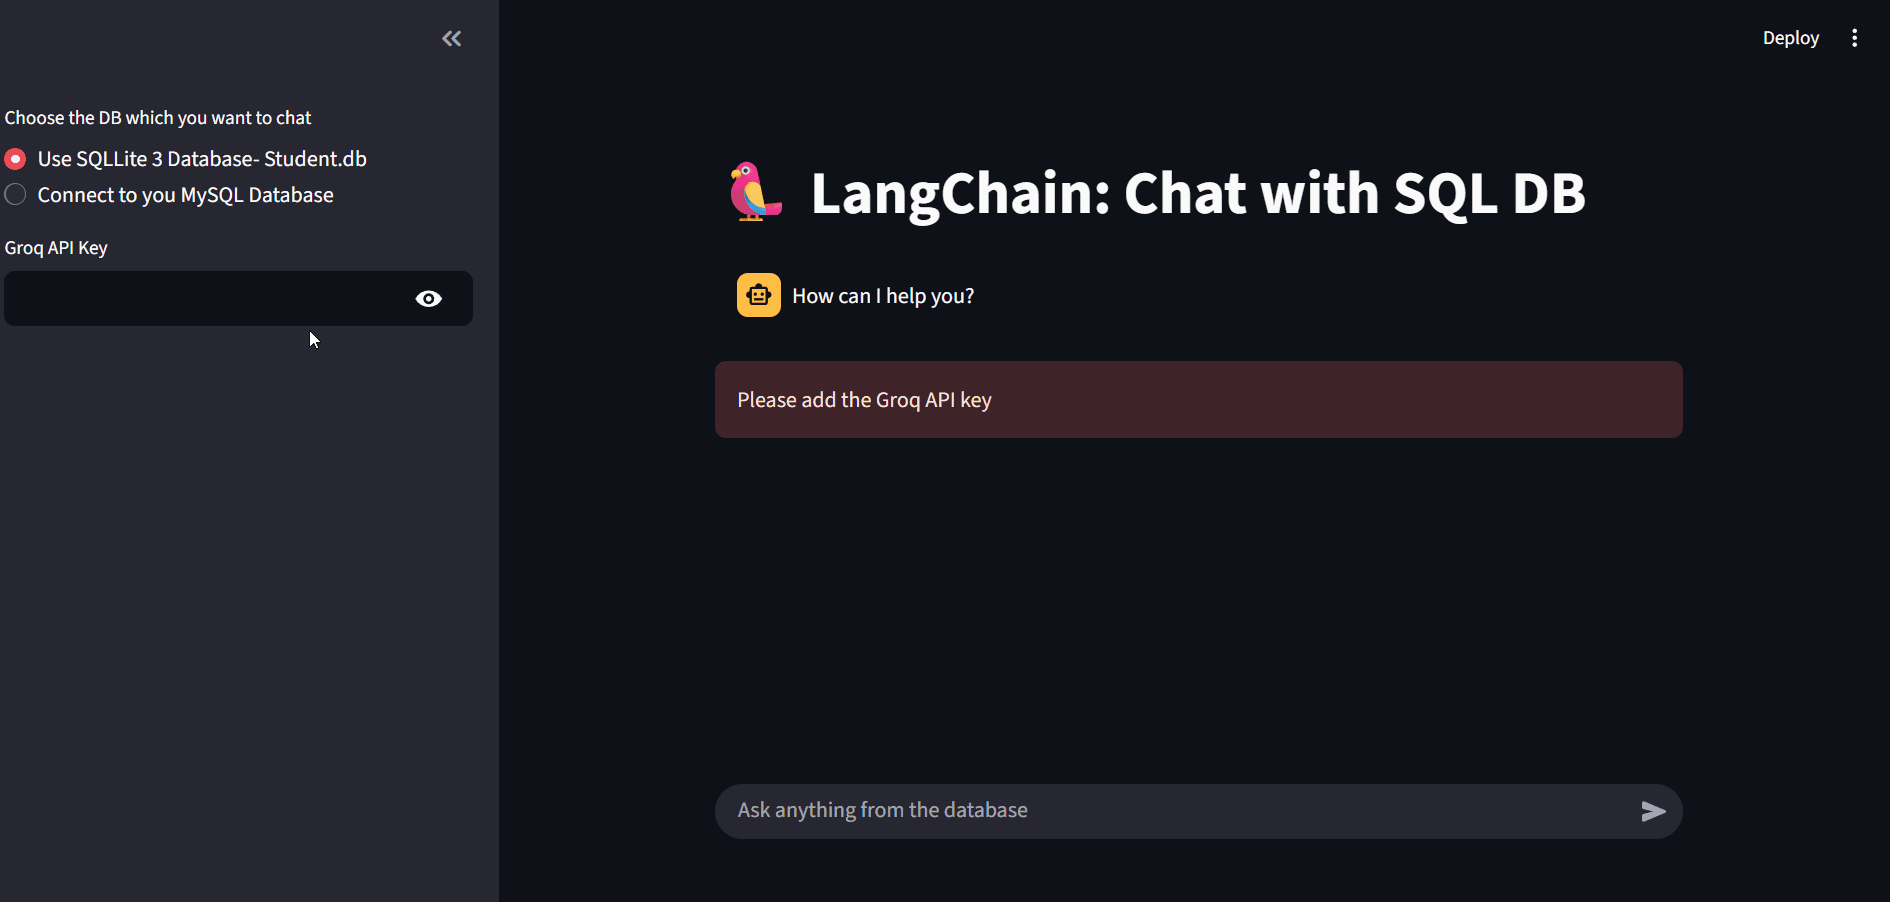 Choose the DB which you want to chat
Use SQLLite 3 Database- Student.db
Connect to you MySQL Database
Groq API Key
Deploy
LangChain: Chat with SQL DB
How can I help you?
Please add the Groq API key
Ask anything from the database